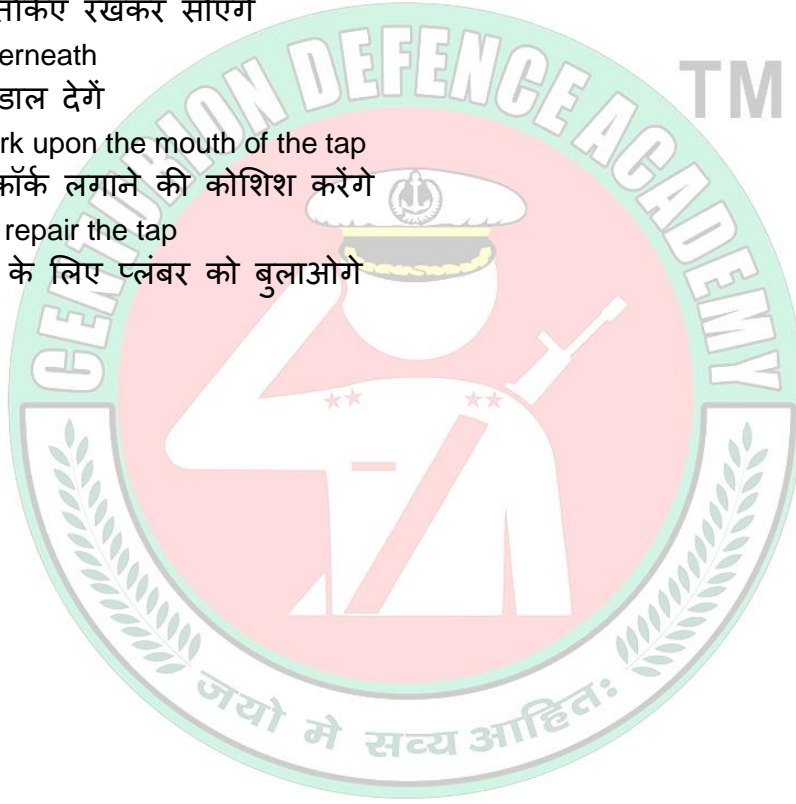 तकिए रखकर सोएंगे
erneath
डाल देगें
rk upon the mouth of the tap
कॉर्क लगाने की कोशिश करेंगे
repair the tap
के लिए प्लंबर को बुलाओगे
CENTURION DEFENCE ACADEMY
TM
जयो मे सव्य आहितः